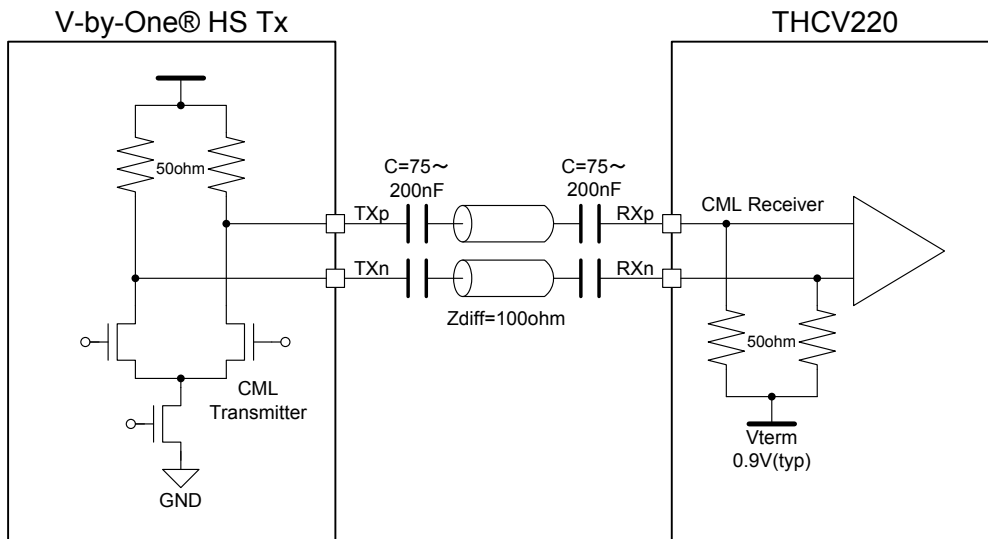 V-by-One® HS Tx
THCV220
50ohm
C=75～
200nF
C=75～
200nF
TXp
RXp
CML Receiver
TXn
RXn
Zdiff=100ohm
50ohm
CML
Transmitter
Vterm
0.9V(typ)
GND